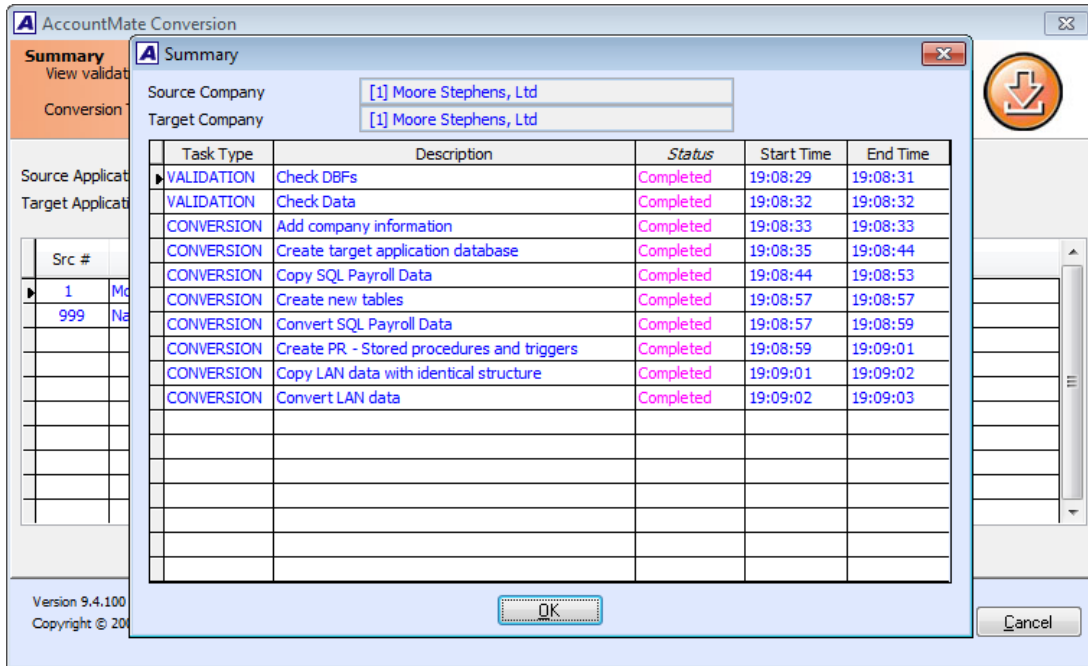 AccountMate Conversion
Summary
View validat
Conversion
Source Applicat
Target Applicati
Src #
1 Mo
999 Na
Version 9.4.100
Copyright © 200
Cancel
Summary
Source Company [1] Moore Stephens, Ltd
Target Company [1] Moore Stephens, Ltd
Task Type Description Status Start Time End Time
VALIDATION Check DBFs Completed 19:08:29 19:08:31
VALIDATION Check Data Completed 19:08:32 19:08:32
CONVERSION Add company information Completed 19:08:33 19:08:33
CONVERSION Create target application database Completed 19:08:35 19:08:44
CONVERSION Copy SQL Payroll Data Completed 19:08:44 19:08:53
CONVERSION Create new tables Completed 19:08:57 19:08:57
CONVERSION Convert SQL Payroll Data Completed 19:08:57 19:08:59
CONVERSION Create PR - Stored procedures and triggers Completed 19:08:59 19:09:01
CONVERSION Copy LAN data with identical structure Completed 19:09:01 19:09:02
CONVERSION Convert LAN data Completed 19:09:02 19:09:03
OK